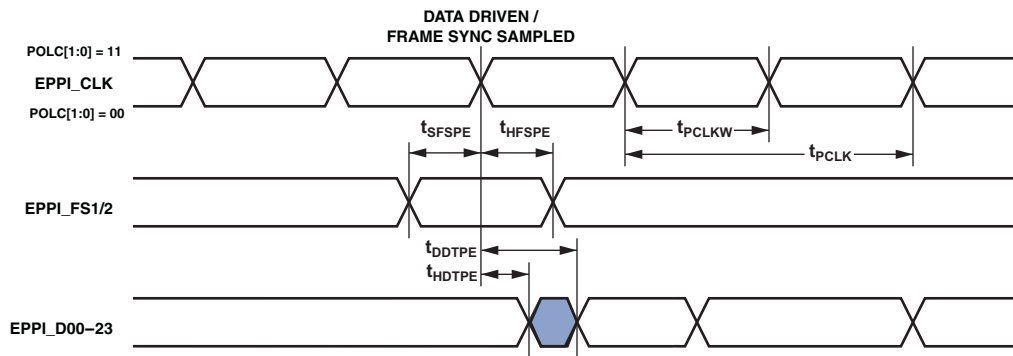 DATA DRIVEN /
FRAME SYNC SAMPLED
POLC[1:0] = 11
EPPI_CLK
POLC[1:0] = 00
tSFSPE
tHFSPE
tPCLKW
tPCLK
EPPI_FS1/2
tDDTPE
tHDTPE
EPPI_D00–23